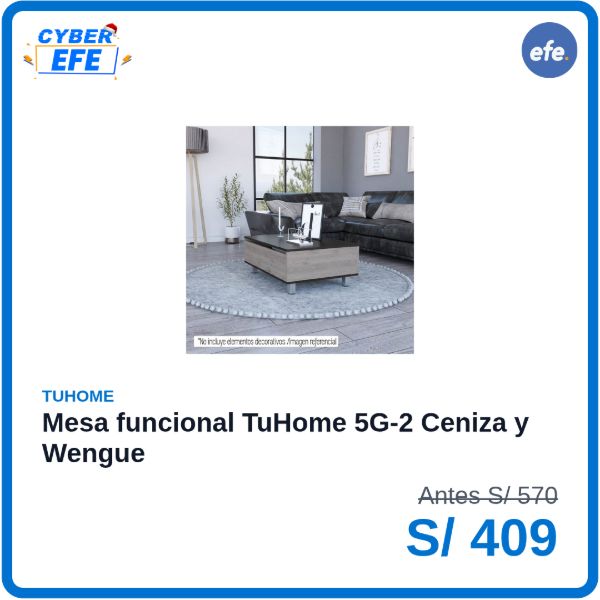 CYBER
EFE
efe.
*No incluye elementos decorativos /Imagen referencial
TUHOME
Mesa funcional TuHome 5G-2 Ceniza y
Wengue
Antes S/ 570
S/ 409